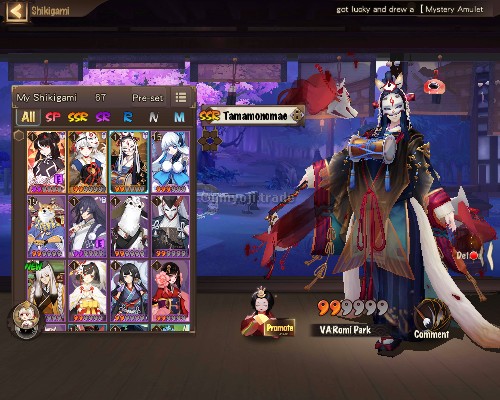 Shikigami
got lucky and drew a 【Mystery Amulet
My Shikigami 67 Pre-set
All SP SSR SR R N M
SSR Tamamonomae
onmyoji.trade
NEW
Det
Promote
999999
VA:Romi Park
Comment